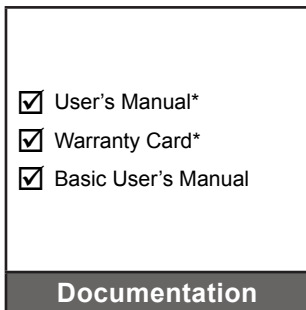 User’s Manual*
Warranty Card*
Basic User’s Manual
Documentation